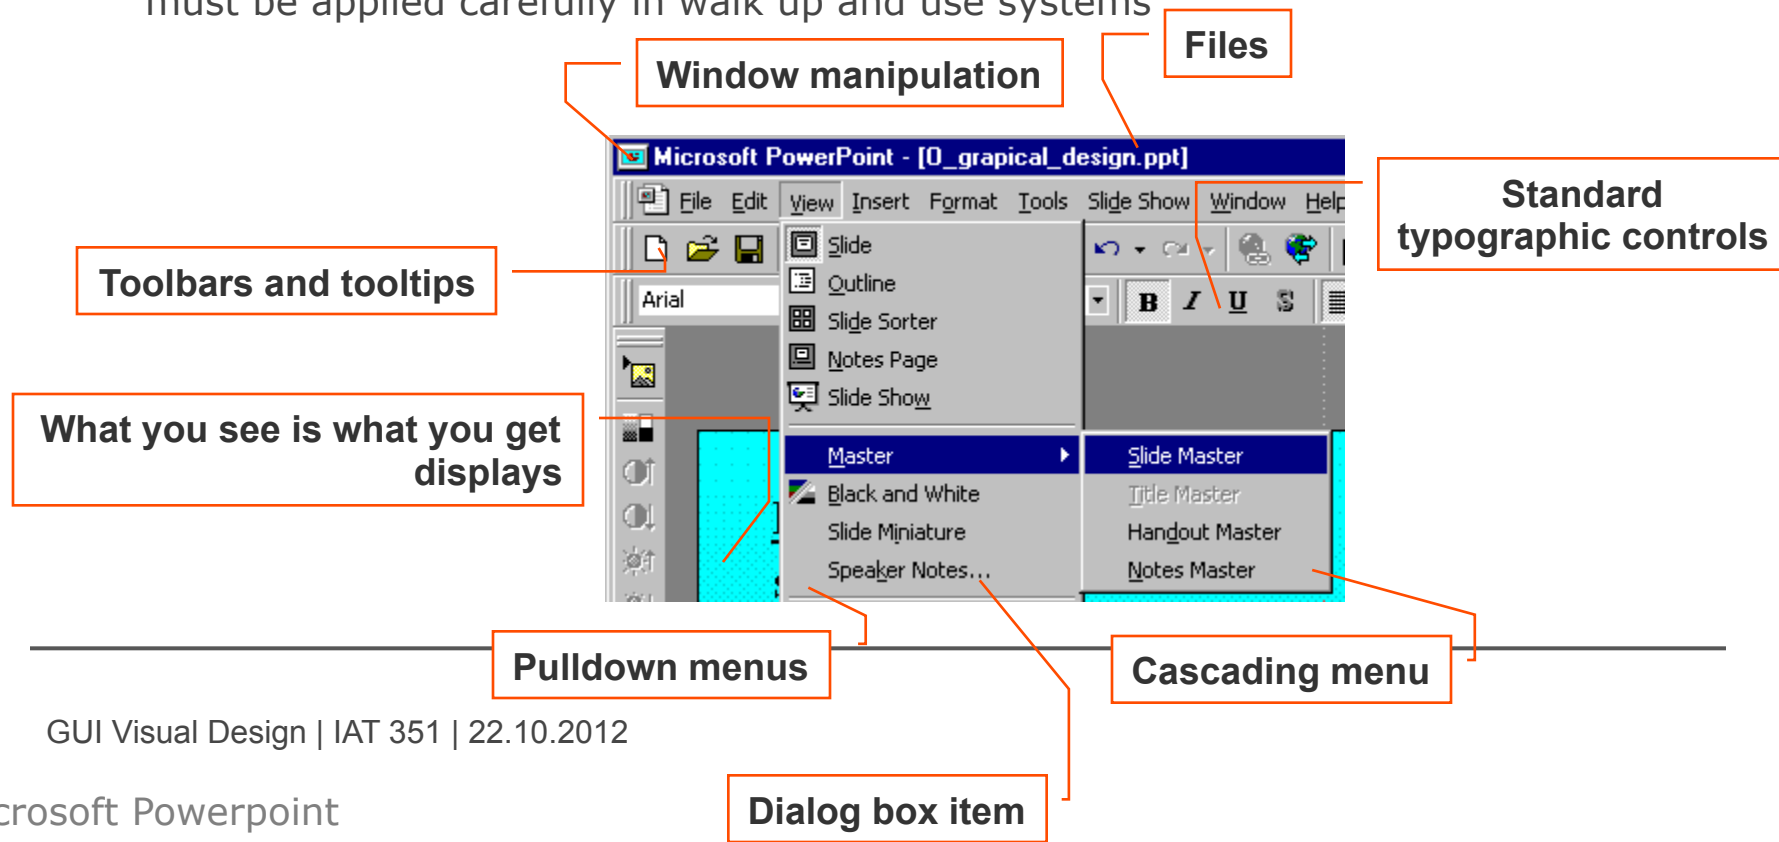 must be applied carefully in walk up and use systems
Files
Window manipulation
Microsoft PowerPoint - [0_grapical_design.ppt]
File Edit View Insert Format Tools Slide Show Window Help
Standard
typographic controls
Toolbars and tooltips
Slide
Arial
B I U S
Outline
Slide Sorter
Notes Page
Slide Show
What you see is what you get
displays
Master
Slide Master
Black and White
Title Master
Slide Miniature
Handout Master
Speaker Notes...
Notes Master
Pulldown menus
Cascading menu
GUI Visual Design | IAT 351 | 22.10.2012
Dialog box item
crosoft Powerpoint